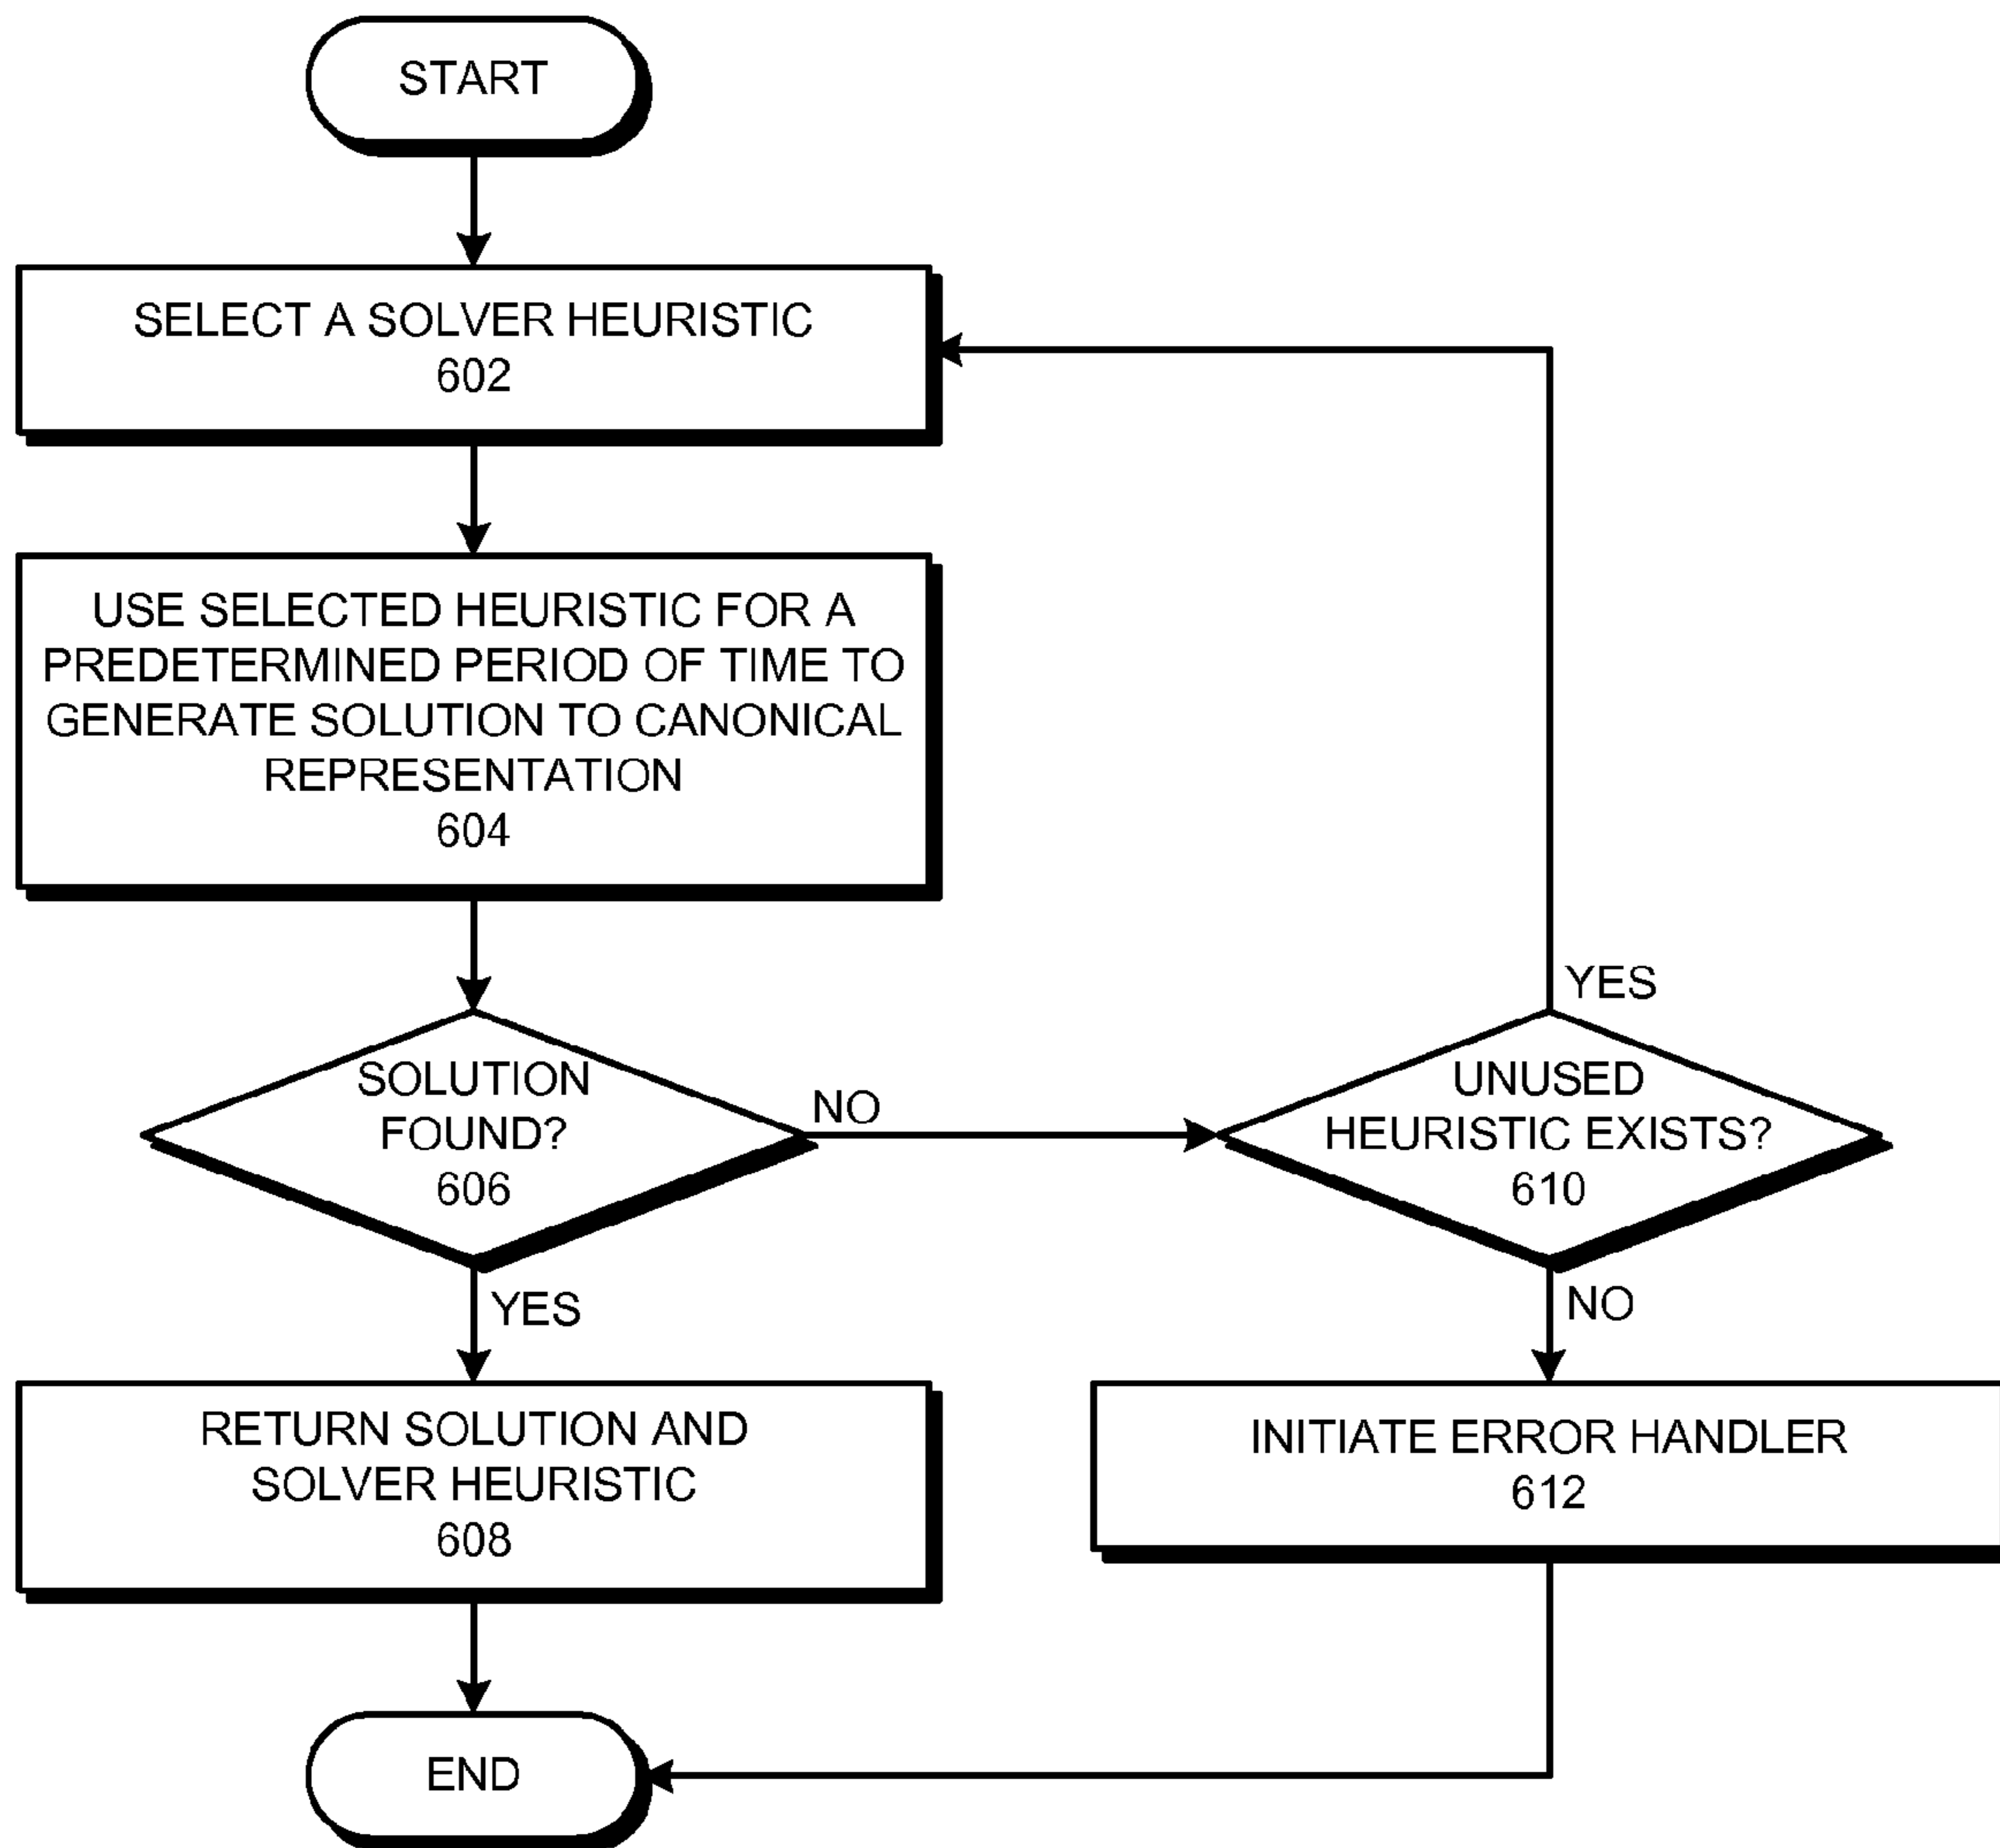 START
SELECT A SOLVER HEURISTIC
602
USE SELECTED HEURISTIC FOR A
PREDETERMINED PERIOD OF TIME TO
GENERATE SOLUTION TO CANONICAL
REPRESENTATION
604
SOLUTION
FOUND?
606
NO
YES
UNUSED
HEURISTIC EXISTS?
610
YES
NO
RETURN SOLUTION AND
SOLVER HEURISTIC
608
INITIATE ERROR HANDLER
612
END